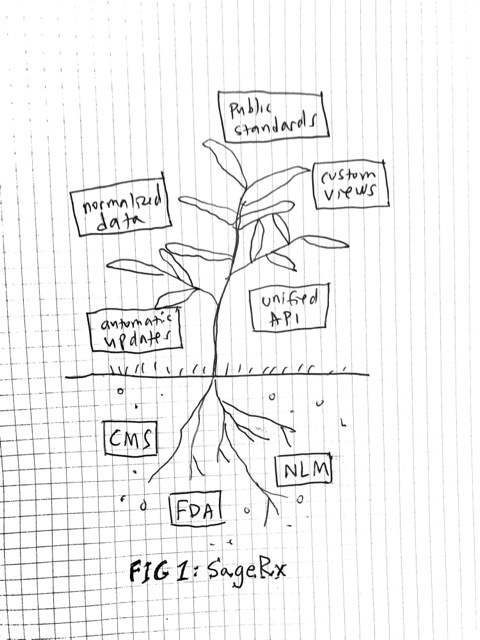 Public
standards
custom
views
normalized
data
unified
API
automatic
updates
CMS
NLM
FDA
FIG 1: SageRx